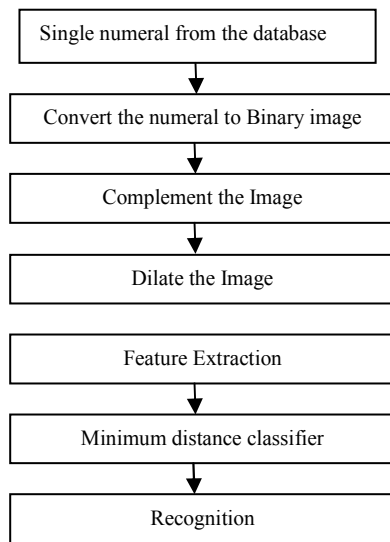 Single numeral from the database
Convert the numeral to Binary image
Complement the Image
Dilate the Image
Feature Extraction
Minimum distance classifier
Recognition